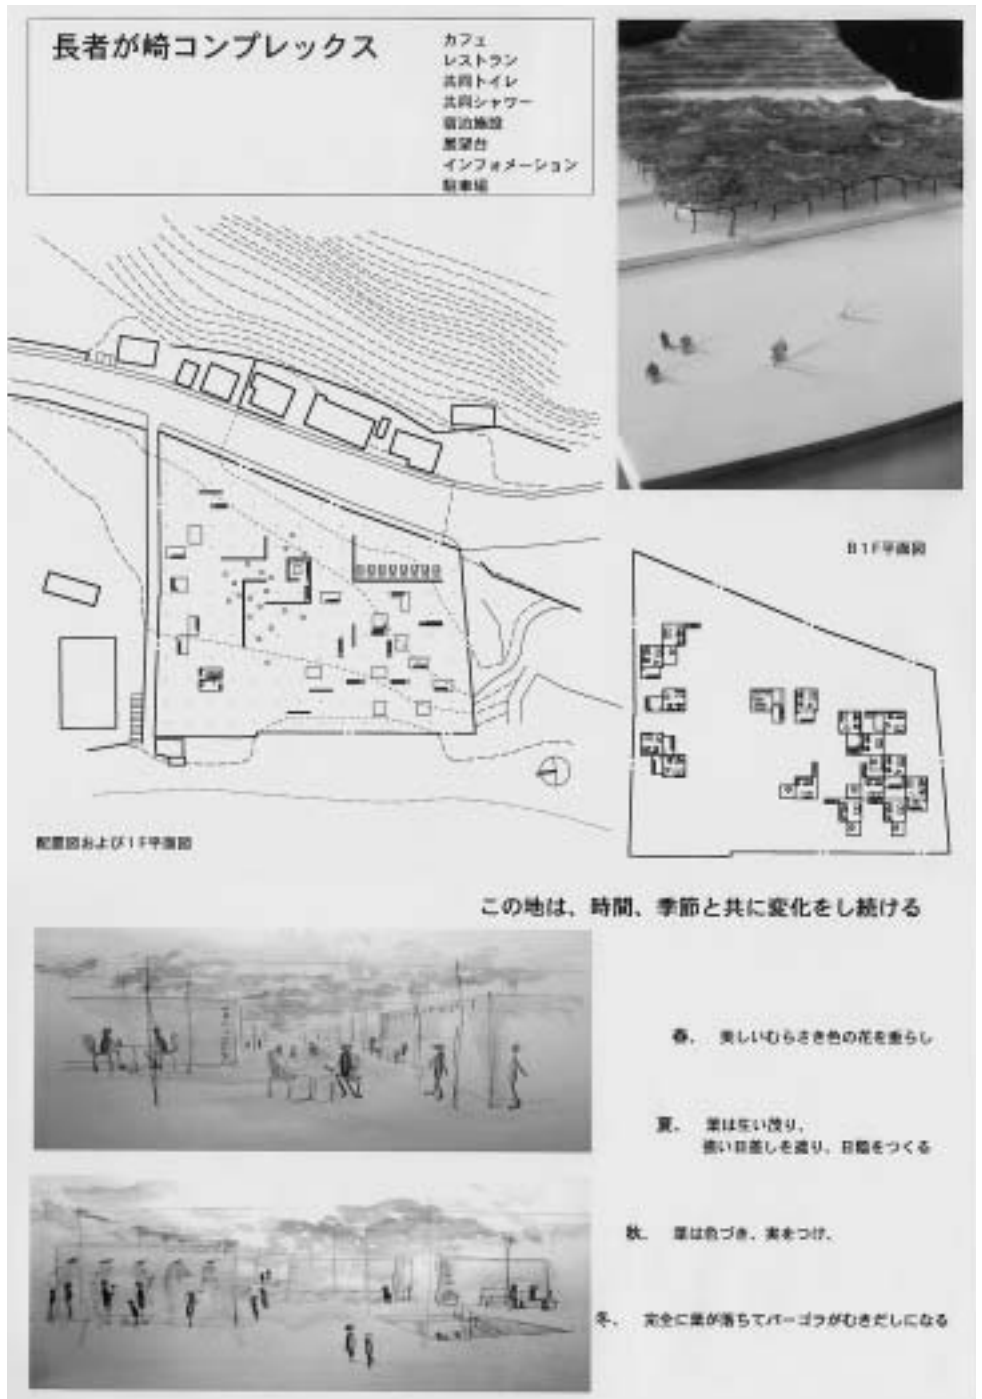 長者が崎コンプレックス
カフェ
レストラン
共同トイレ
共同シャワー
宿泊施設
展望台
インフォメーション
駐車場
B1F平面図
配置図および1F平面図
この地は、時間、季節と共に変化をし続ける
春、 美しいむらさき色の花を垂らし
夏、 葉は生い茂り、
強い日差しを遮り、日陰をつくる
秋、 葉は色づき、実をつけ、
冬、 完全に葉が落ちてパーゴラがむきだしになる